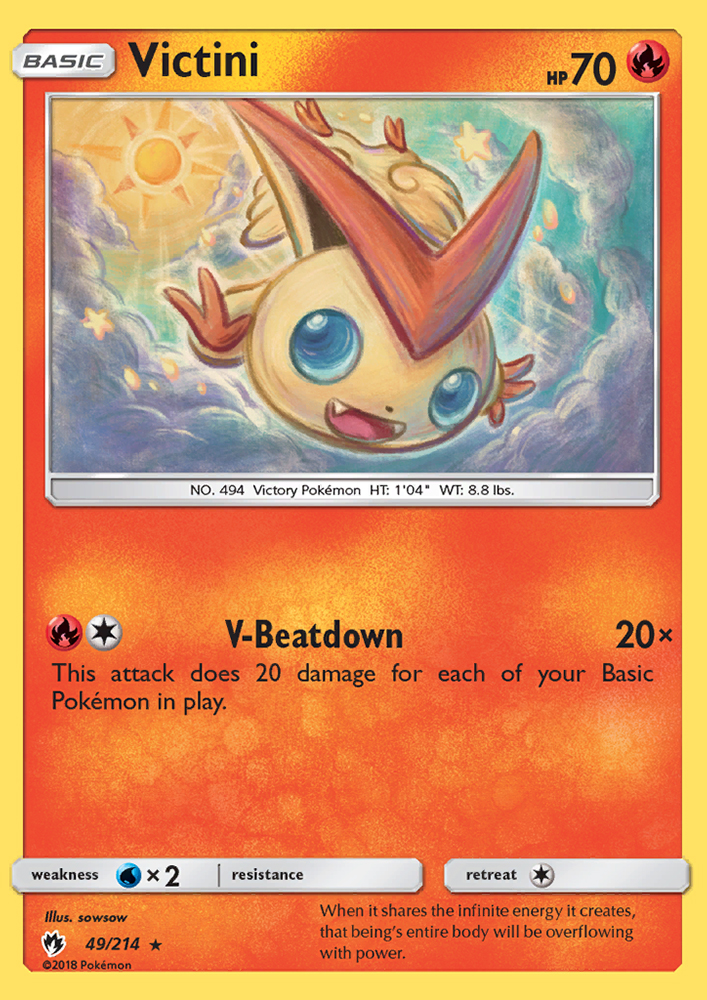 BASIC
Victini
HP 70
NO. 494 Victory Pokémon HT: 1'04" WT: 8.8 lbs.
V-Beatdown 20×
This attack does 20 damage for each of your Basic
Pokémon in play.
weakness ×2 resistance retreat
Illus. sowsow
When it shares the infinite energy it creates,
that being's entire body will be overflowing
with power.
49/214 ★
©2018 Pokémon